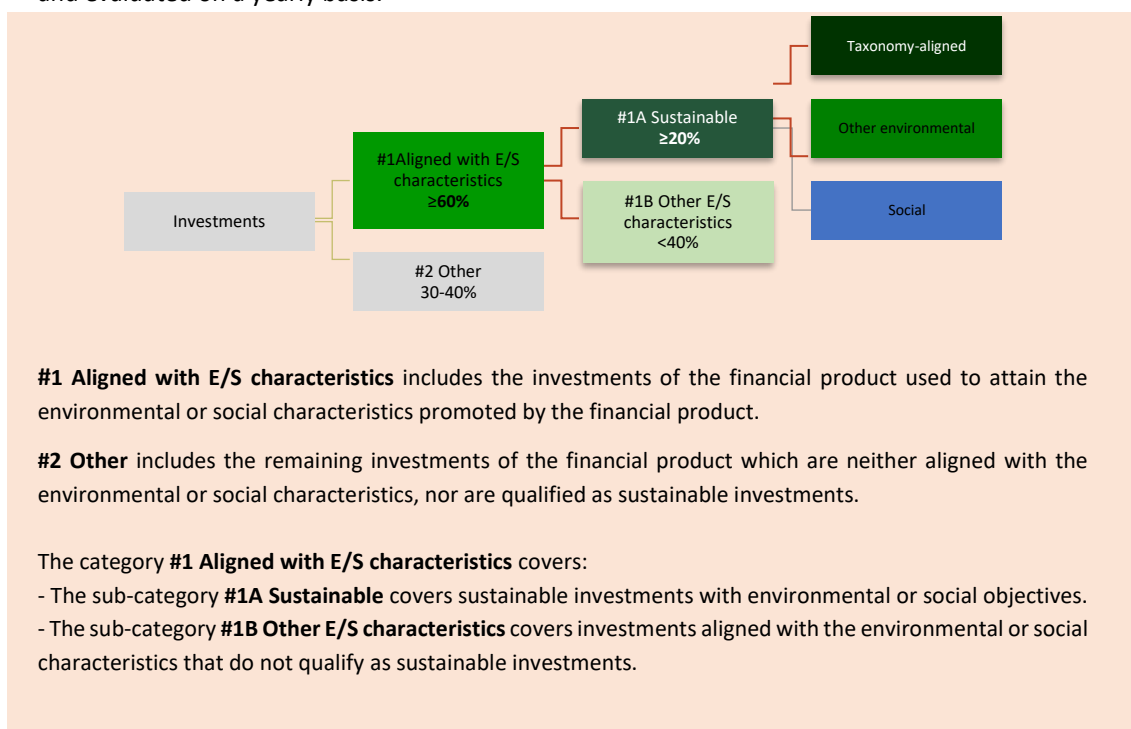 and evaluated on a yearly basis.
Taxonomy-aligned
#1A Sustainable
≥20%
Other environmental
#1Aligned with E/S
characteristics
≥60%
#1B Other E/S
characteristics
<40%
Social
Investments
#2 Other
30-40%
#1 Aligned with E/S characteristics includes the investments of the financial product used to attain the
environmental or social characteristics promoted by the financial product.
#2 Other includes the remaining investments of the financial product which are neither aligned with the
environmental or social characteristics, nor are qualified as sustainable investments.
The category #1 Aligned with E/S characteristics covers:
- The sub-category #1A Sustainable covers sustainable investments with environmental or social objectives.
- The sub-category #1B Other E/S characteristics covers investments aligned with the environmental or social
characteristics that do not qualify as sustainable investments.